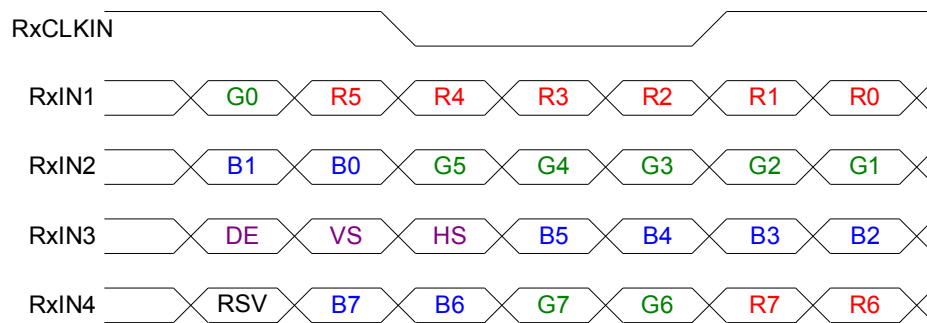 RxCLKIN
RxIN1 G0 R5 R4 R3 R2 R1 R0
RxIN2 B1 B0 G5 G4 G3 G2 G1
RxIN3 DE VS HS B5 B4 B3 B2
RxIN4 RSV B7 B6 G7 G6 R7 R6